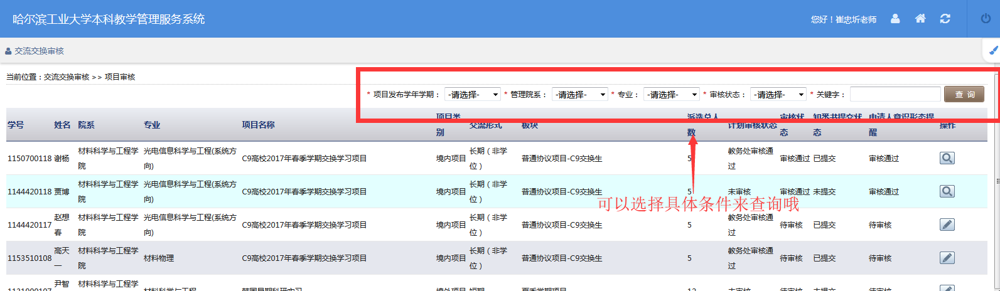 哈尔滨工业大学本科教学管理服务系统
您好！崔忠圻老师
交流交换审核
当前位置：交流交换审核 >> 项目审核
* 项目发布学年学期： -请选择- * 管理院系： -请选择- * 专业： -请选择- * 审核状态： -请选择- * 关键字： 查 询
学号 姓名 院系 专业 项目名称 项目类别 交流形式 板块 派选总人数 计划审核状态 审核状态 知悉书提交状态 申请人意识形态提醒 操作
1150700118 谢杨 材料科学与工程学院 光电信息科学与工程(系统方向) C9高校2017年春季学期交换学习项目 境内项目 长期（非学位） 普通协议项目-C9交换生 5 教务处审核通过 审核通过 已提交 审核通过
1144420118 贾博 材料科学与工程学院 光电信息科学与工程(系统方向) C9高校2017年春季学期交换学习项目 境内项目 长期（非学位） 普通协议项目-C9交换生 5 未审核 审核通过 未提交 审核通过
可以选择具体条件来查询哦
1144420117 赵想春 材料科学与工程学院 光电信息科学与工程(系统方向) C9高校2017年春季学期交换学习项目 境内项目 长期（非学位） 普通协议项目-C9交换生 5 教务处审核通过 待审核 已提交 待审核
1153510108 高天一 材料科学与工程学院 材料物理 C9高校2017年春季学期交换学习项目 境内项目 长期（非学位） 普通协议项目-C9交换生 5 教务处审核通过 待审核 已提交 待审核
尹智 材料科学与工程学